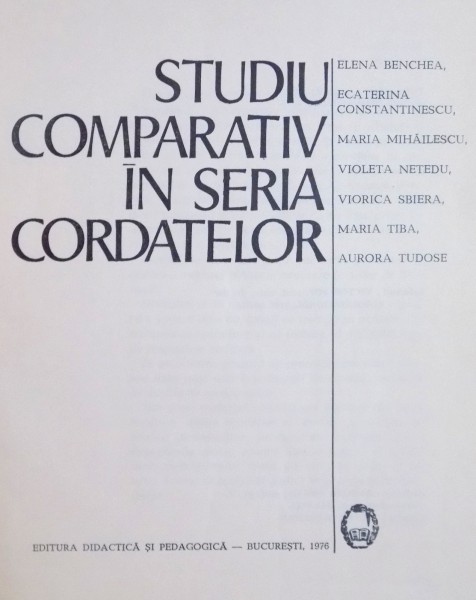 STUDIU
COMPARATIV
ÎN SERIA
CORDATELOR
ELENA BENCHEA,
ECATERINA
CONSTANTINESCU,
MARIA MIHĂILESCU,
VIOLETA NETEDU,
VIORICA SBIERA,
MARIA TIBA,
AURORA TUDOSE
EDITURA DIDACTICĂ ȘI PEDAGOGICĂ — BUCUREȘTI, 1976